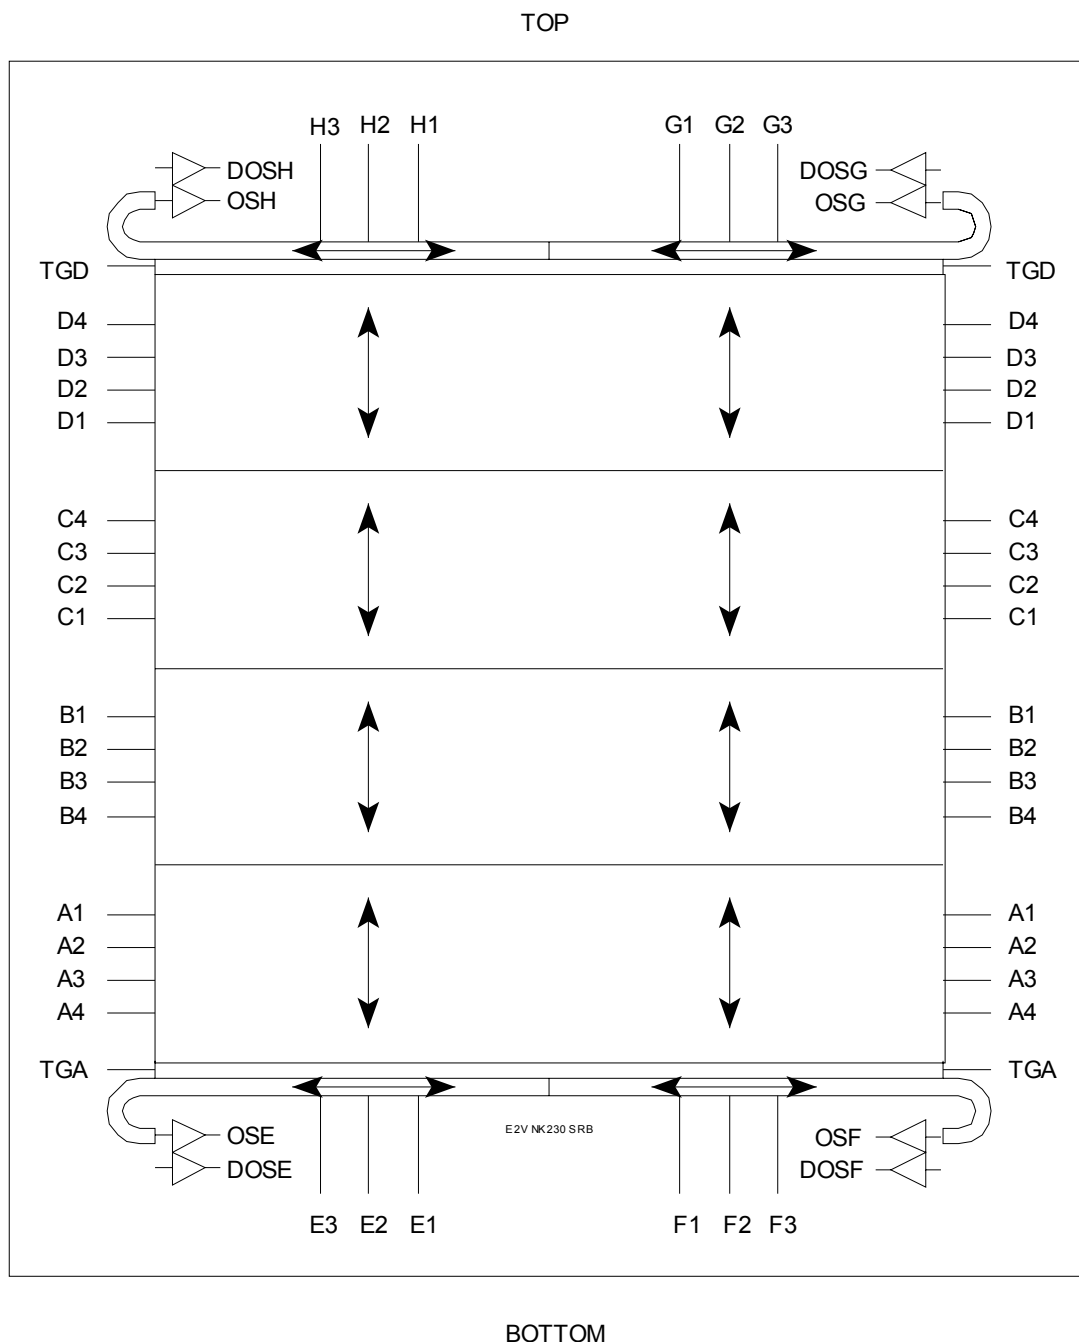 TOP
H3 H2 H1 G1 G2 G3
DOSH DOSG
OSH OSG
TGD TGD
D4 D4
D3 D3
D2 D2
D1 D1
C4 C4
C3 C3
C2 C2
C1 C1
B1 B1
B2 B2
B3 B3
B4 B4
A1 A1
A2 A2
A3 A3
A4 A4
TGA TGA
E2V NK230 SRB
OSE OSF
DOSE DOSF
E3 E2 E1 F1 F2 F3
BOTTOM